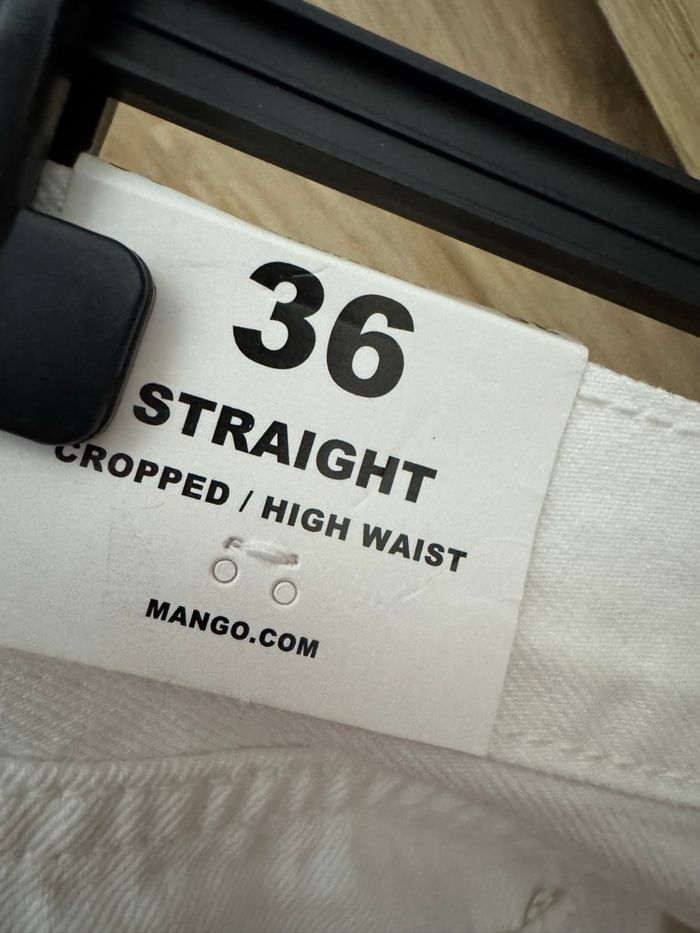 36
STRAIGHT
CROPPED / HIGH WAIST
MANGO.COM